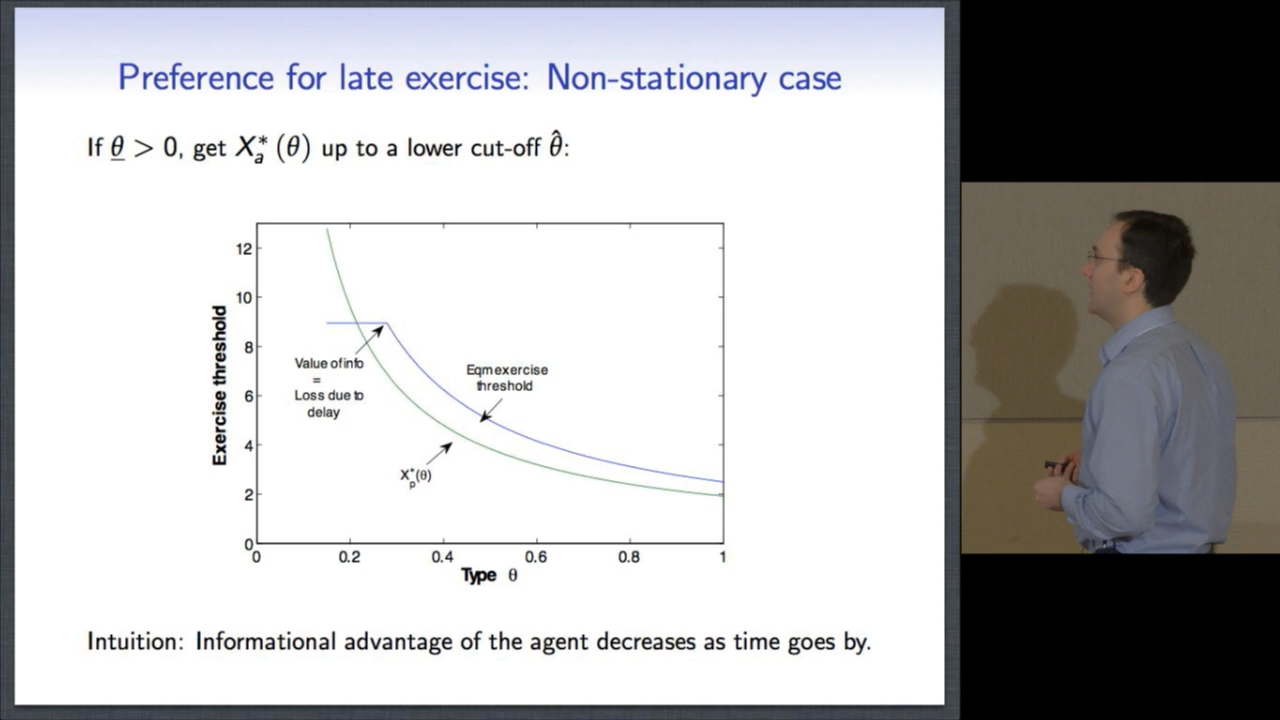 Preference for late exercise: Non-stationary case
If θ > 0, get X*a (θ) up to a lower cut-off θ̂:
12
10
8
6
4
2
0
Exercise threshold
Value of info
=
Loss due to
delay
Eqm exercise
threshold
X*p(θ)
0 0.2 0.4 0.6 0.8 1
Type θ
Intuition: Informational advantage of the agent decreases as time goes by.